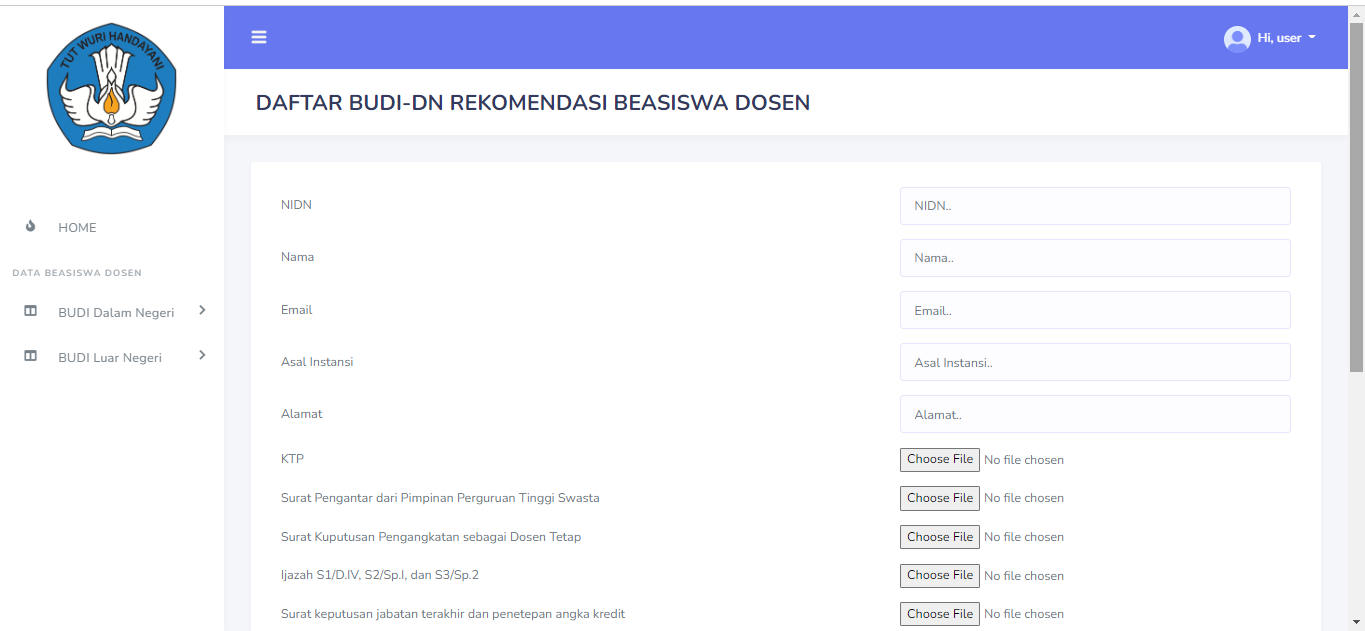 TUT WURI HANDAYANI
Hi, user
DAFTAR BUDI-DN REKOMENDASI BEASISWA DOSEN
HOME
DATA BEASISWA DOSEN
BUDI Dalam Negeri
BUDI Luar Negeri
NIDN NIDN..
Nama Nama..
Email Email..
Asal Instansi Asal Instansi..
Alamat Alamat..
KTP Choose File No file chosen
Surat Pengantar dari Pimpinan Perguruan Tinggi Swasta Choose File No file chosen
Surat Kuputusan Pengangkatan sebagai Dosen Tetap Choose File No file chosen
Ijazah S1/D.IV, S2/Sp.I, dan S3/Sp.2 Choose File No file chosen
Surat keputusan jabatan terakhir dan penetepan angka kredit Choose File No file chosen